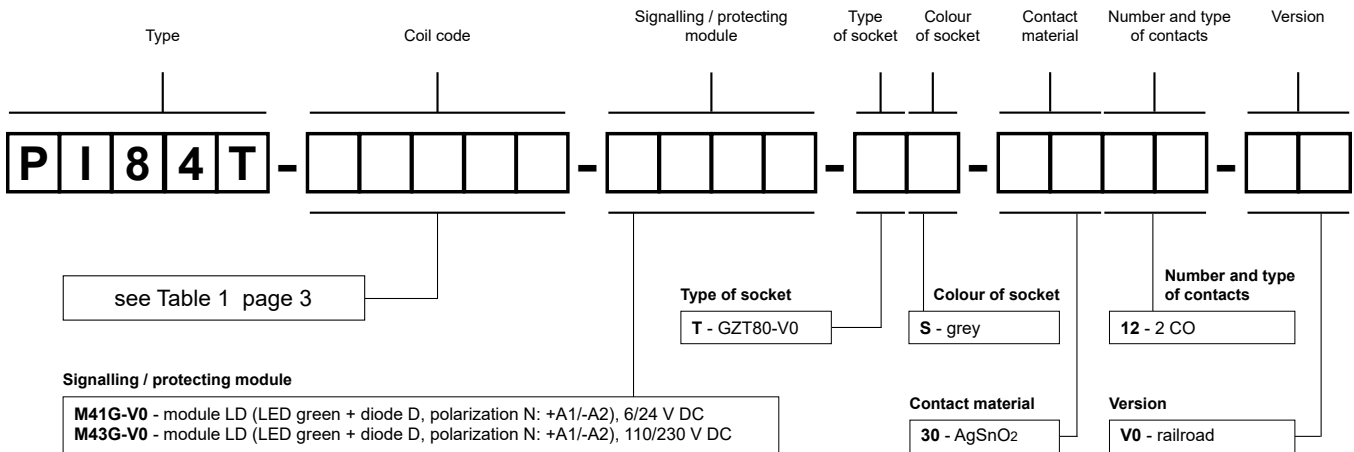 Type
Coil code
Signalling / protecting
module
Type
of socket
Colour
of socket
Contact
material
Number and type
of contacts
Version
P I 8 4 T - - - - -
see Table 1 page 3
Type of socket
T - GZT80-V0
Colour of socket
S - grey
Number and type
of contacts
12 - 2 CO
Signalling / protecting module
M41G-V0 - module LD (LED green + diode D, polarization N: +A1/-A2), 6/24 V DC
M43G-V0 - module LD (LED green + diode D, polarization N: +A1/-A2), 110/230 V DC
Contact material
30 - AgSnO2
Version
V0 - railroad